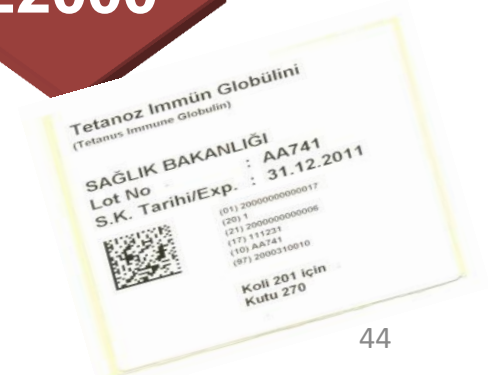 Tetanoz Immün Globülini
(Tetanus Immune Globulin)
SAĞLIK BAKANLIĞI
Lot No : AA741
S.K. Tarihi/Exp. : 31.12.2011
(01) 20000000000017
(20) 1
(21) 2000000000006
(17) 111231
(10) AA741
(97) 2000310010
Koli 201 için
Kutu 270
44